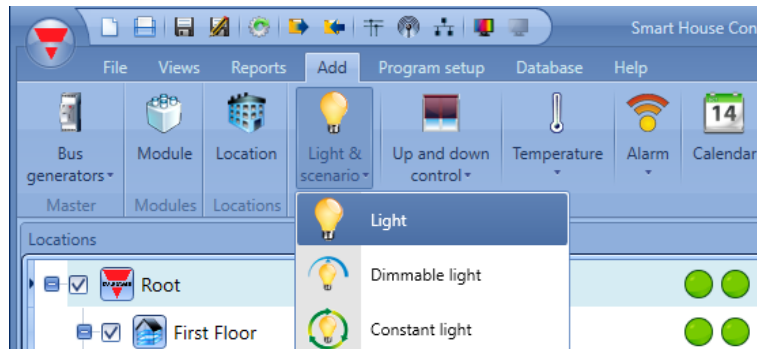 Smart House Con
File Views Reports Add Program setup Database Help
14
Bus generators Module Location Light & scenario Up and down control Temperature Alarm Calendar
Master Modules Locations
Light
Locations
Dimmable light
Root
Constant light
First Floor